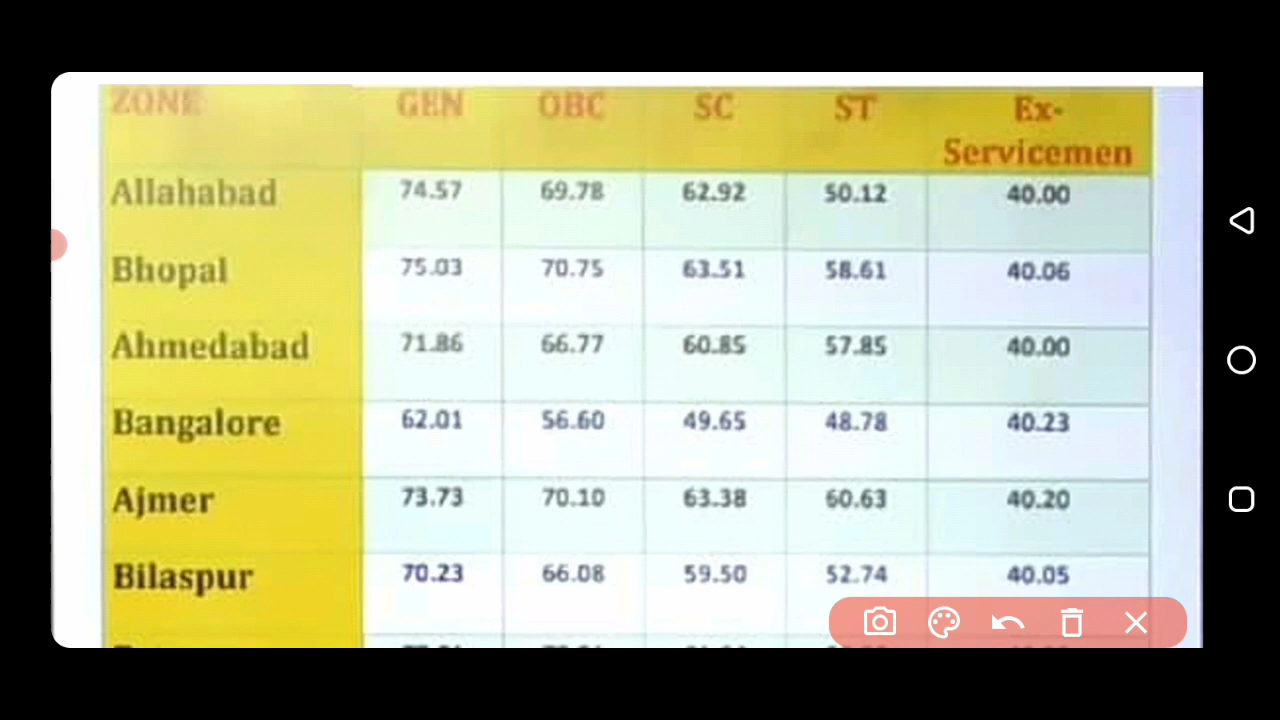 ZONE GEN OBC SC ST Ex-
Servicemen
Allahabad 74.57 69.78 62.92 50.12 40.00
Bhopal 75.03 70.75 63.51 58.61 40.06
Ahmedabad 71.86 66.77 60.85 57.85 40.00
Bangalore 62.01 56.60 49.65 48.78 40.23
Ajmer 73.73 70.10 63.38 60.63 40.20
Bilaspur 70.23 66.08 59.50 52.74 40.05